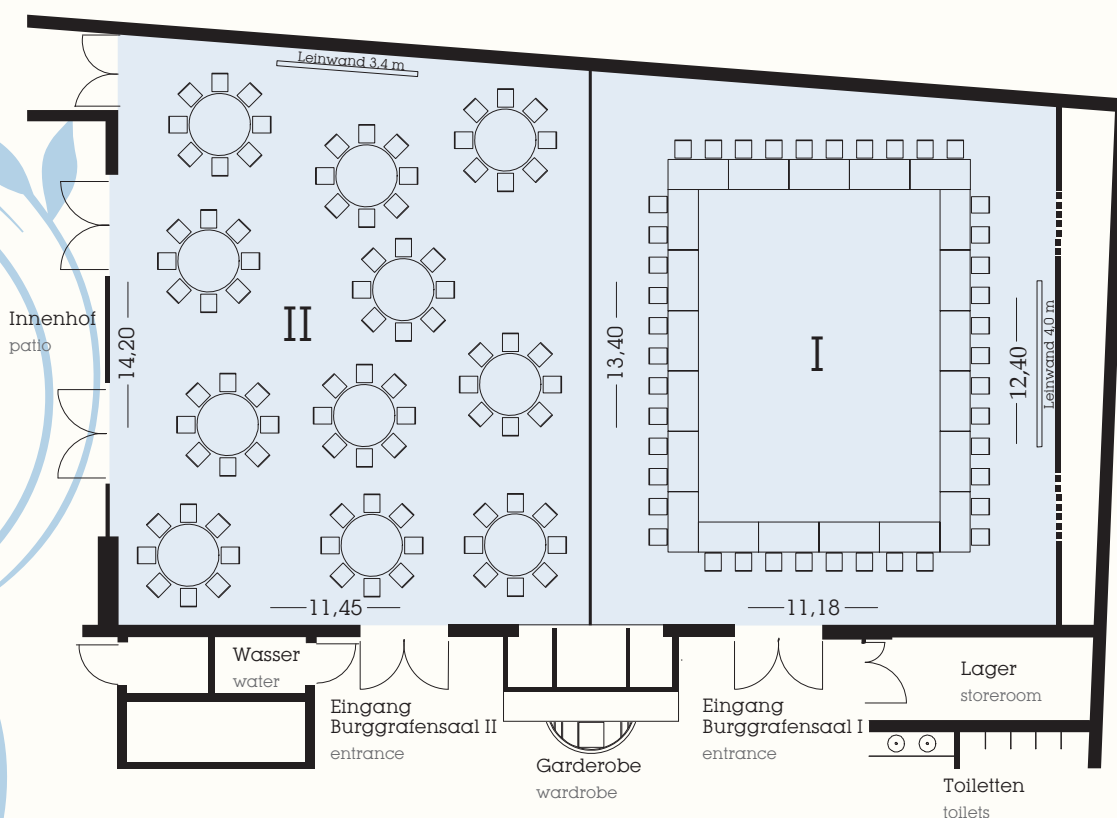 Leinwand 3,4 m
Innenhof
patio
14,20
II
13,40
I
12,40
Leinwand 4,0 m
11,45
11,18
Wasser
water
Eingang
Burggrafensaal II
entrance
Garderobe
wardrobe
Eingang
Burggrafensaal I
entrance
Lager
storeroom
Toiletten
toilets